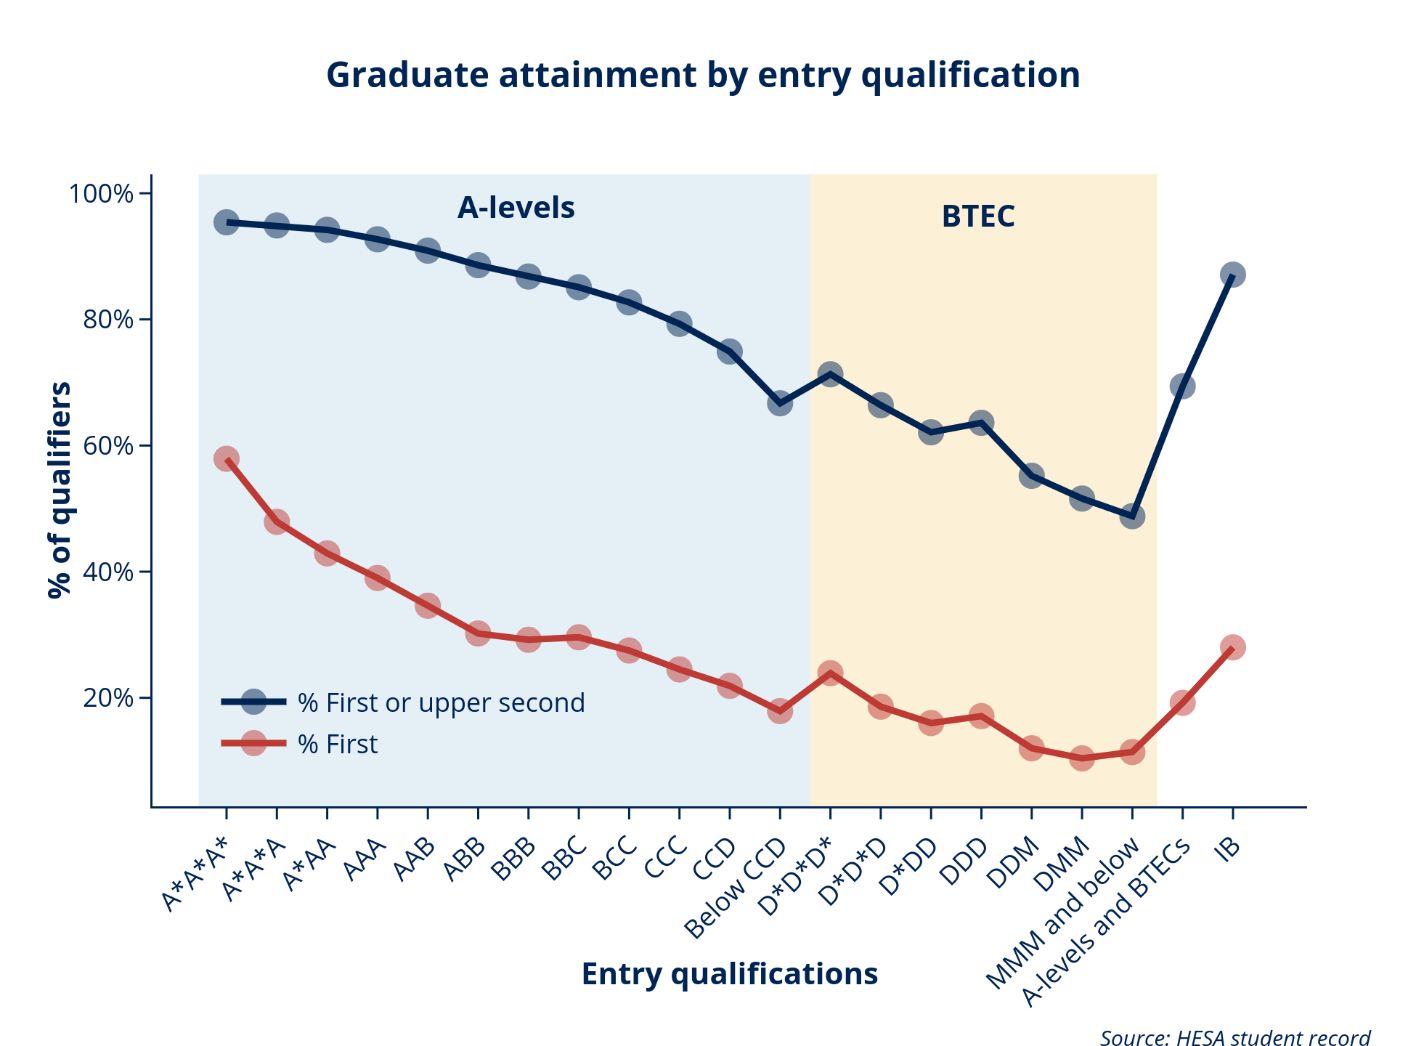 Graduate attainment by entry qualification
A-levels
BTEC
100%
80%
60%
40%
20%
% of qualifiers
% First or upper second
% First
A*A*A*
A*A*A
A*AA
AAA
AAB
ABB
BBB
BBC
BCC
CCC
CCD
Below CCD
D*D*D*
D*D*D
D*DD
DDD
DDM
DMM
MMM and below
A-levels and BTECs
IB
Entry qualifications
Source: HESA student record